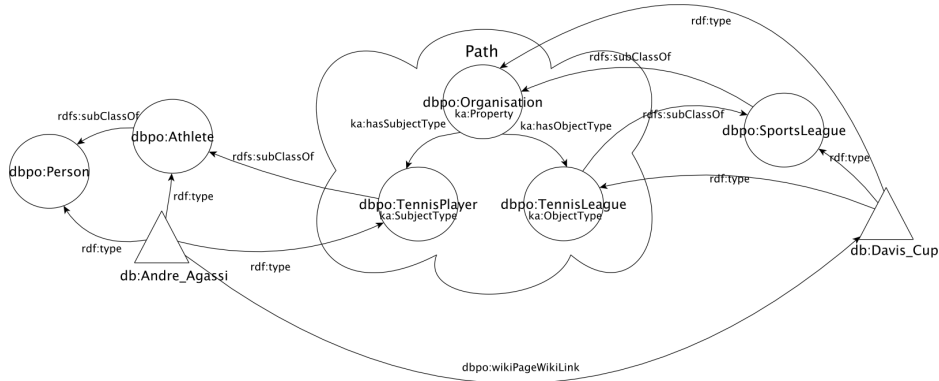 rdf:type
Path
rdfs:subClassOf
dbpo:Organisation
ka:Property
rdfs:subClassOf
dbpo:Athlete
ka:hasSubjectType
ka:hasObjectType
rdfs:subClassOf
dbpo:SportsLeague
rdfs:subClassOf
dbpo:Person
rdf:type
rdf:type
rdf:type
dbpo:TennisPlayer
ka:SubjectType
dbpo:TennisLeague
ka:ObjectType
rdf:type
rdf:type
db:Davis_Cup
db:Andre_Agassi
dbpo:wikiPageWikiLink